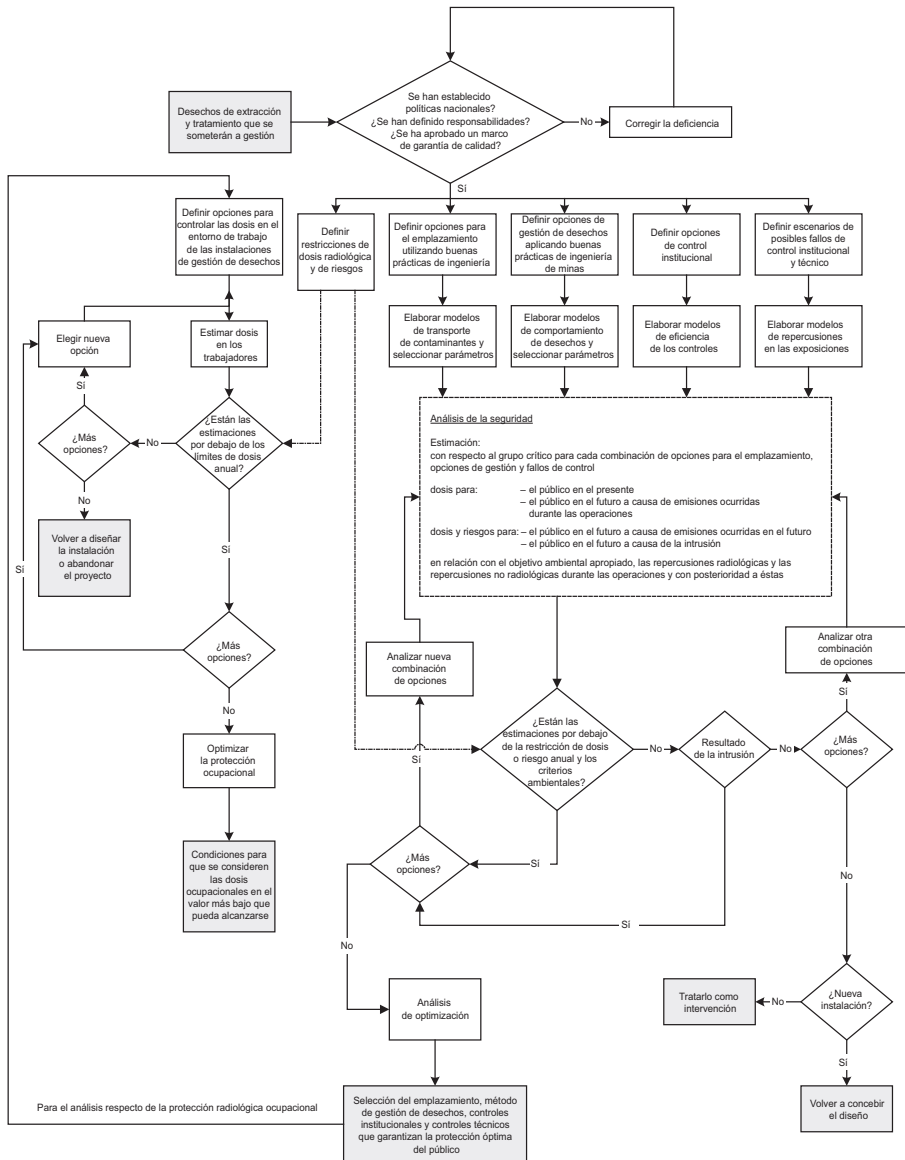 Se han establecido
políticas nacionales?
¿Se han definido responsabilidades?
¿Se ha aprobado un marco
de garantía de calidad?
Desechos de extracción
y tratamiento que se
someterán a gestión
No
Corregir la deficiencia
Sí
Definir opciones para
controlar las dosis en el
entorno de trabajo
de las instalaciones
de gestión de desechos
Definir
restricciones de
dosis radiológica
y de riesgos
Definir opciones para
el emplazamiento
utilizando buenas
prácticas de ingeniería
Definir opciones de
gestión de desechos
aplicando buenas
prácticas de ingeniería
de minas
Definir opciones
de control
institucional
Definir escenarios de
posibles fallos de
control institucional
y técnico
Elegir nueva
opción
Estimar dosis
en los
trabajadores
Elaborar modelos
de transporte
de contaminantes y
seleccionar parámetros
Elaborar modelos
de comportamiento
de desechos y
seleccionar parámetros
Elaborar modelos
de eficiencia
de los controles
Elaborar modelos
de repercusiones
en las exposiciones
Sí
¿Más
opciones?
No
¿Están las
estimaciones
por debajo de los
límites de dosis
anual?
No
Volver a diseñar
la instalación
o abandonar
el proyecto
Sí
Sí
Análisis de la seguridad
Estimación:
con respecto al grupo crítico para cada combinación de opciones para el emplazamiento,
opciones de gestión y fallos de control
dosis para: – el público en el presente
– el público en el futuro a causa de emisiones ocurridas
durante las operaciones
dosis y riesgos para: – el público en el futuro a causa de emisiones ocurridas en el futuro
– el público en el futuro a causa de la intrusión
en relación con el objetivo ambiental apropiado, las repercusiones radiológicas y las
repercusiones no radiológicas durante las operaciones y con posterioridad a éstas
¿Más
opciones?
No
Optimizar
la protección
ocupacional
Condiciones para
que se consideren
las dosis
ocupacionales en el
valor más bajo que
pueda alcanzarse
Analizar nueva
combinación
de opciones
Analizar otra
combinación
de opciones
Sí
Sí
¿Están las
estimaciones por debajo
de la restricción de dosis
o riesgo anual y los
criterios
ambientales?
No
Resultado
de la intrusión
No
¿Más
opciones?
¿Más
opciones?
Sí
No
Sí
No
Análisis
de optimización
Tratarlo como
intervención
No
¿Nueva
instalación?
Sí
Volver a concebir
el diseño
Para el análisis respecto de la protección radiológica ocupacional
Selección del emplazamiento, método
de gestión de desechos, controles
institucionales y controles técnicos
que garantizan la protección óptima
del público